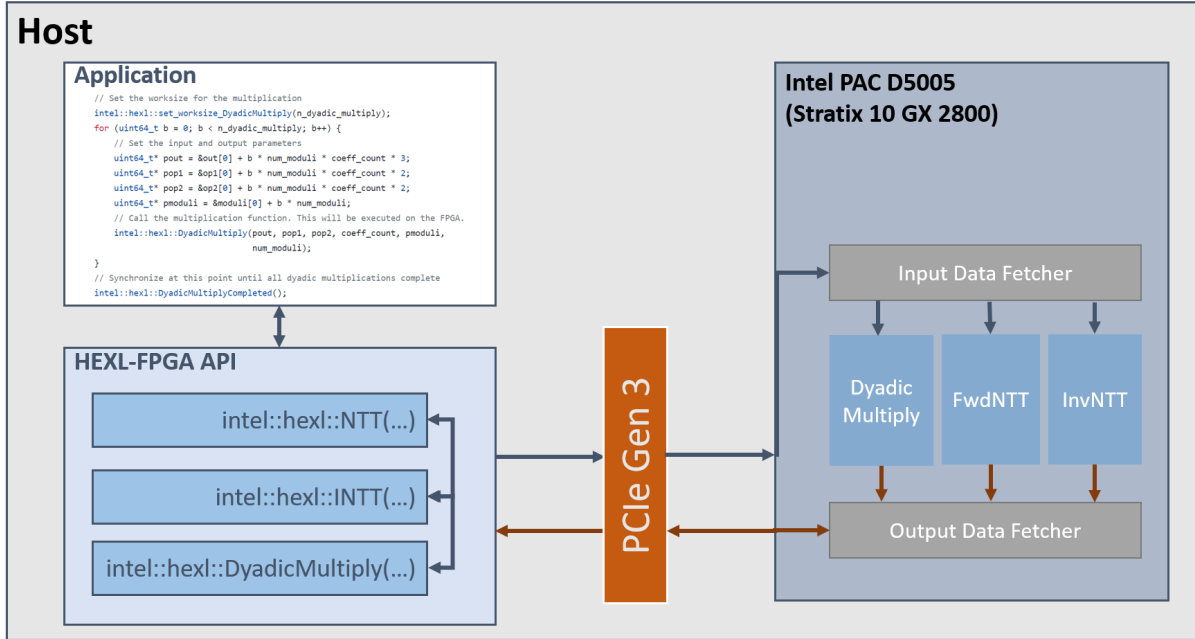 Host
Application
// Set the worksize for the multiplication
intel::hexl::set_worksize_DyadicMultiply(n_dyadic_multiply);
for (uint64_t b = 0; b < n_dyadic_multiply; b++) {
// Set the input and output parameters
uint64_t* pout = &out[0] + b * num_moduli * coeff_count * 3;
uint64_t* pop1 = &op1[0] + b * num_moduli * coeff_count * 2;
uint64_t* pop2 = &op2[0] + b * num_moduli * coeff_count * 2;
uint64_t* pmoduli = &moduli[0] + b * num_moduli;
// Call the multiplication function. This will be executed on the FPGA.
intel::hexl::DyadicMultiply(pout, pop1, pop2, coeff_count, pmoduli,
num_moduli);
}
// Synchronize at this point until all dyadic multiplications complete
intel::hexl::DyadicMultiplyCompleted();
HEXL-FPGA API
intel::hexl::NTT(...)
intel::hexl::INTT(...)
intel::hexl::DyadicMultiply(...)
PCIe Gen 3
Intel PAC D5005
(Stratix 10 GX 2800)
Input Data Fetcher
Dyadic
Multiply
FwdNTT
InvNTT
Output Data Fetcher